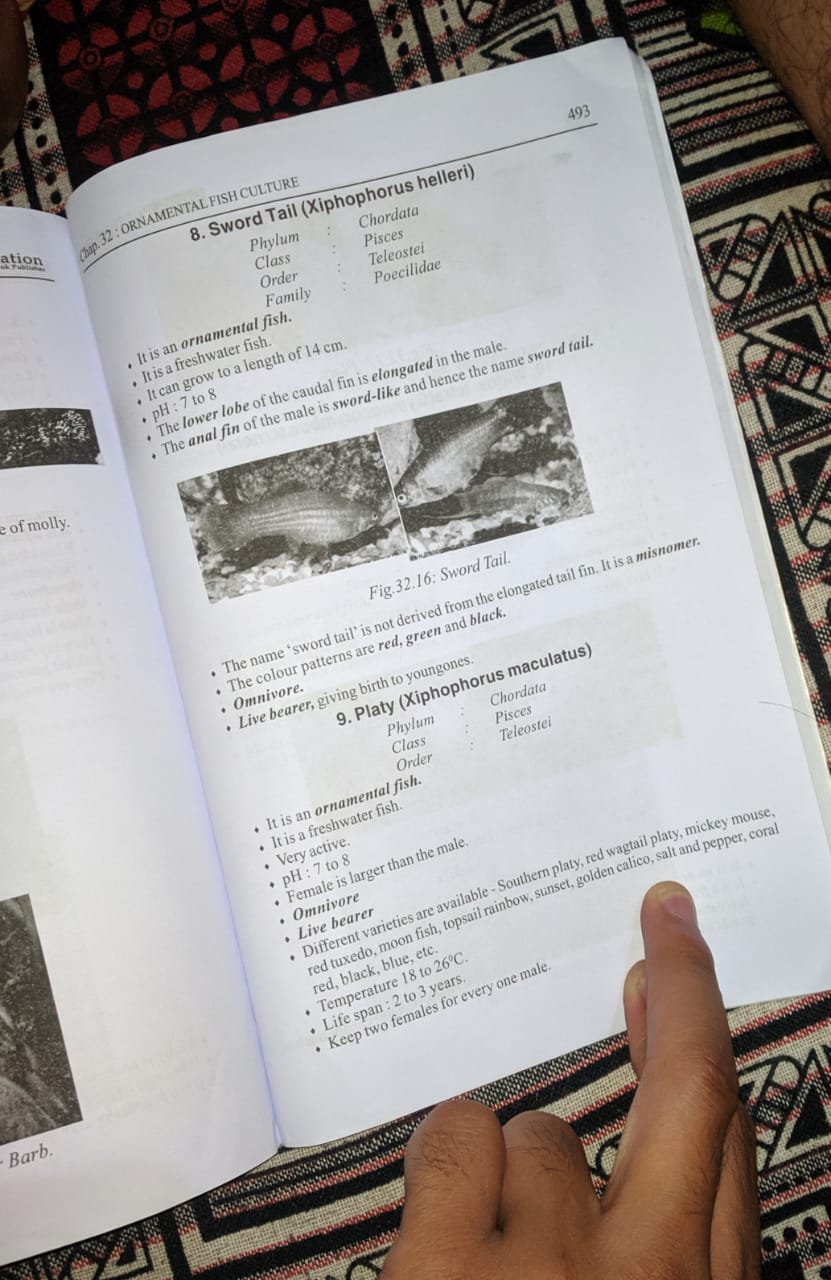 ation
ok Publisher
e of molly.
- Barb.
493
Chap. 32 : ORNAMENTAL FISH CULTURE
8. Sword Tail (Xiphophorus helleri)
Phylum : Chordata
Class : Pisces
Order : Teleostei
Family : Poecilidae
• It is an ornamental fish.
• It is a freshwater fish.
• It can grow to a length of 14 cm.
• pH : 7 to 8
• The lower lobe of the caudal fin is elongated in the male.
• The anal fin of the male is sword-like and hence the name sword tail.
Fig.32.16: Sword Tail.
• The name ‘sword tail’ is not derived from the elongated tail fin. It is a misnomer.
• The colour patterns are red, green and black.
• Omnivore.
• Live bearer, giving birth to youngones.
9. Platy (Xiphophorus maculatus)
Phylum : Chordata
Class : Pisces
Order : Teleostei
• It is an ornamental fish.
• It is a freshwater fish.
• Very active.
• pH : 7 to 8
• Female is larger than the male.
• Omnivore
• Live bearer
• Different varieties are available - Southern platy, red wagtail platy, mickey mouse,
red tuxedo, moon fish, topsail rainbow, sunset, golden calico, salt and pepper, coral
red, black, blue, etc.
• Temperature 18 to 26⁰C.
• Life span : 2 to 3 years.
• Keep two females for every one male.